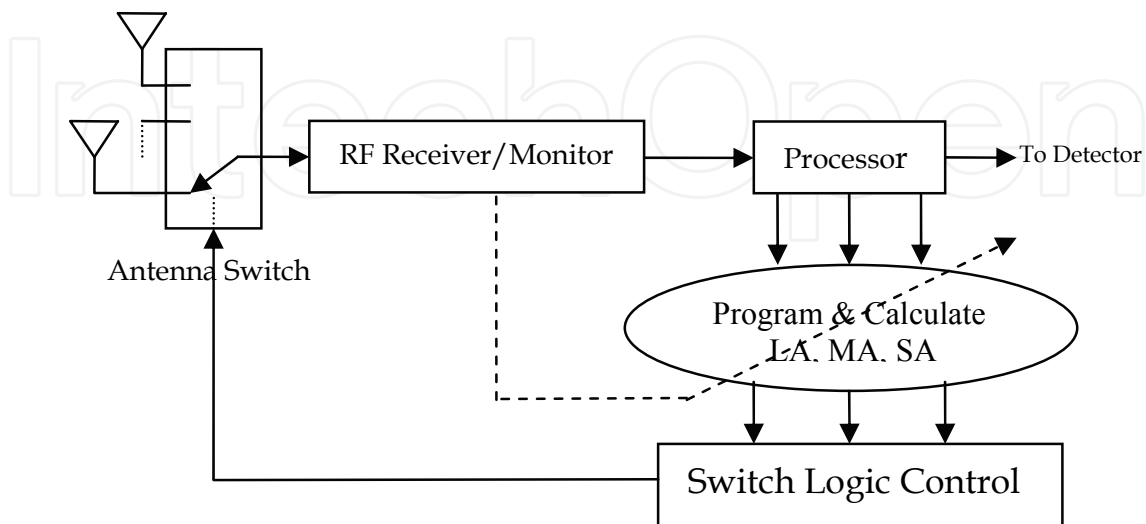 IntechOpen
RF Receiver/Monitor
Processor
To Detector
Antenna Switch
Program & Calculate
LA, MA, SA
Switch Logic Control